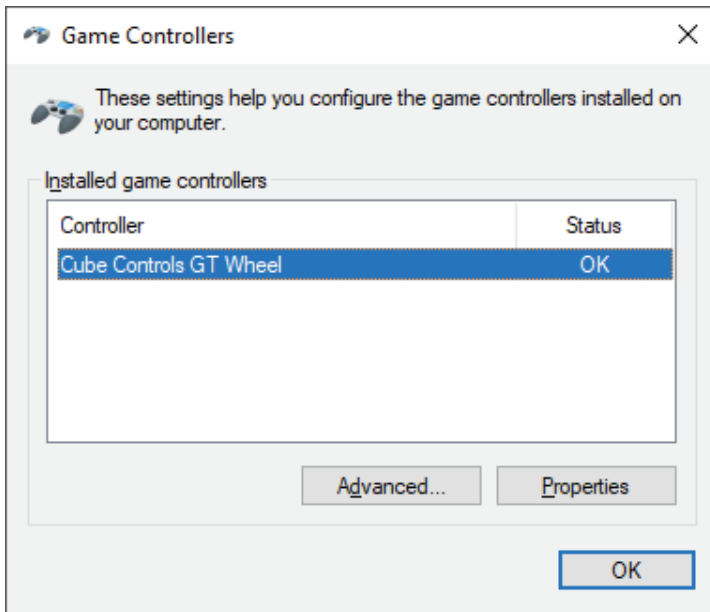 Game Controllers
These settings help you configure the game controllers installed on
your computer.
Installed game controllers
Controller Status
Cube Controls GT Wheel OK
Advanced... Properties
OK